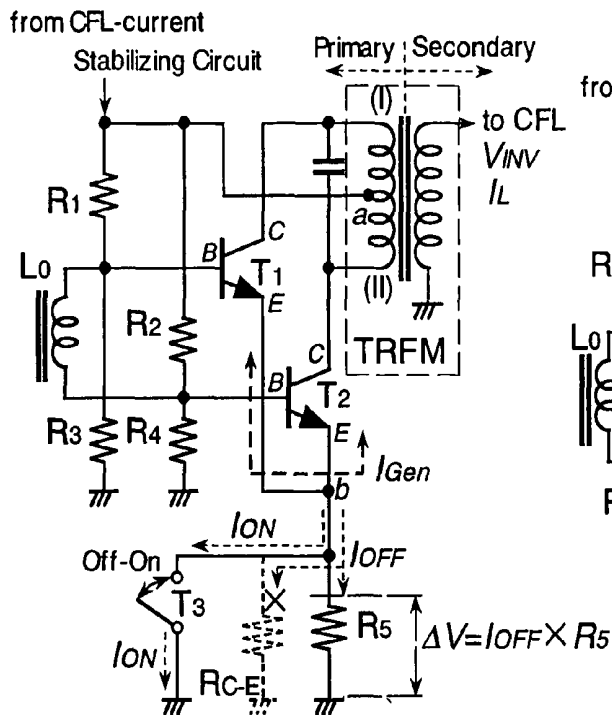 from CFL-current
Stabilizing Circuit
Primary Secondary
fro
(I)
to CFL
VINV
IL
R1
a
C
B
T1
E
L0
(II)
TRFM
R2
C
B
T2
E
R
L0
R3
R4
IGen
b
ION
IOFF
Off-On
T3
ION
RC-E
R5
ΔV=IOFF×R5